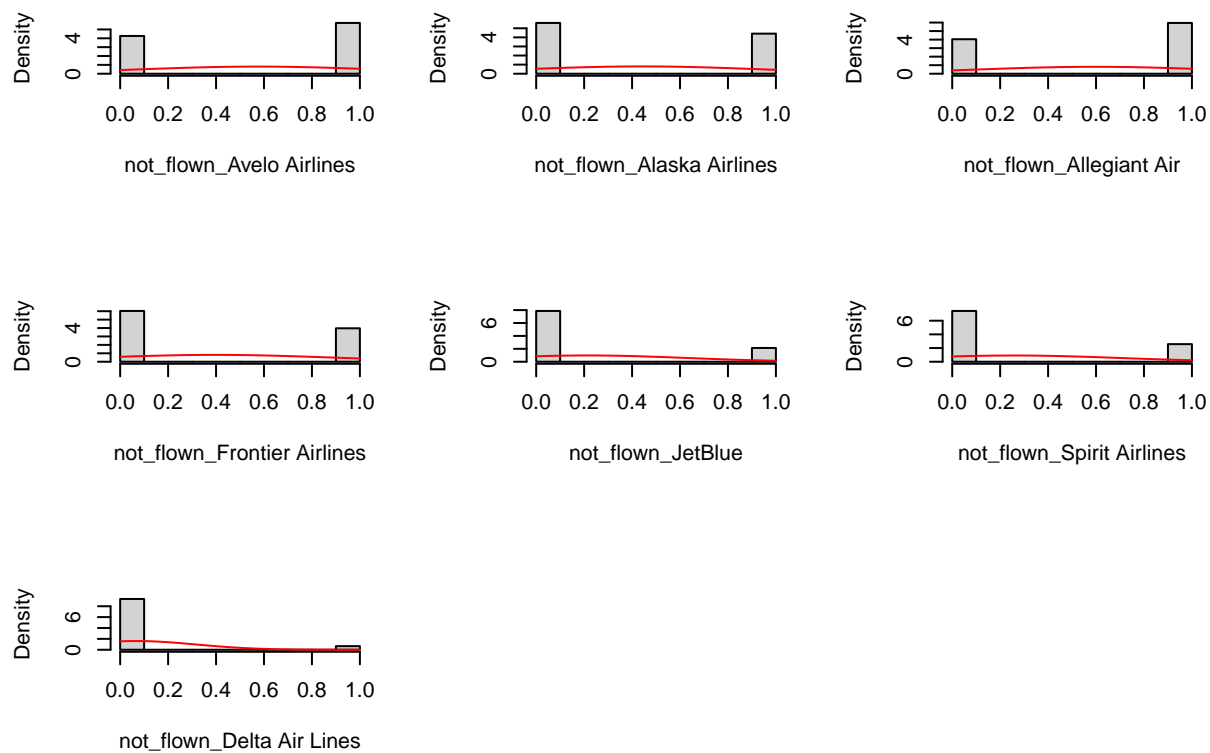 Density
4
0
0.0 0.2 0.4 0.6 0.8 1.0
not_flown_Avelo Airlines
Density
4
0
0.0 0.2 0.4 0.6 0.8 1.0
not_flown_Alaska Airlines
Density
4
0
0.0 0.2 0.4 0.6 0.8 1.0
not_flown_Allegiant Air
Density
4
0
0.0 0.2 0.4 0.6 0.8 1.0
not_flown_Frontier Airlines
Density
6
0
0.0 0.2 0.4 0.6 0.8 1.0
not_flown_JetBlue
Density
6
0
0.0 0.2 0.4 0.6 0.8 1.0
not_flown_Spirit Airlines
Density
6
0
0.0 0.2 0.4 0.6 0.8 1.0
not_flown_Delta Air Lines